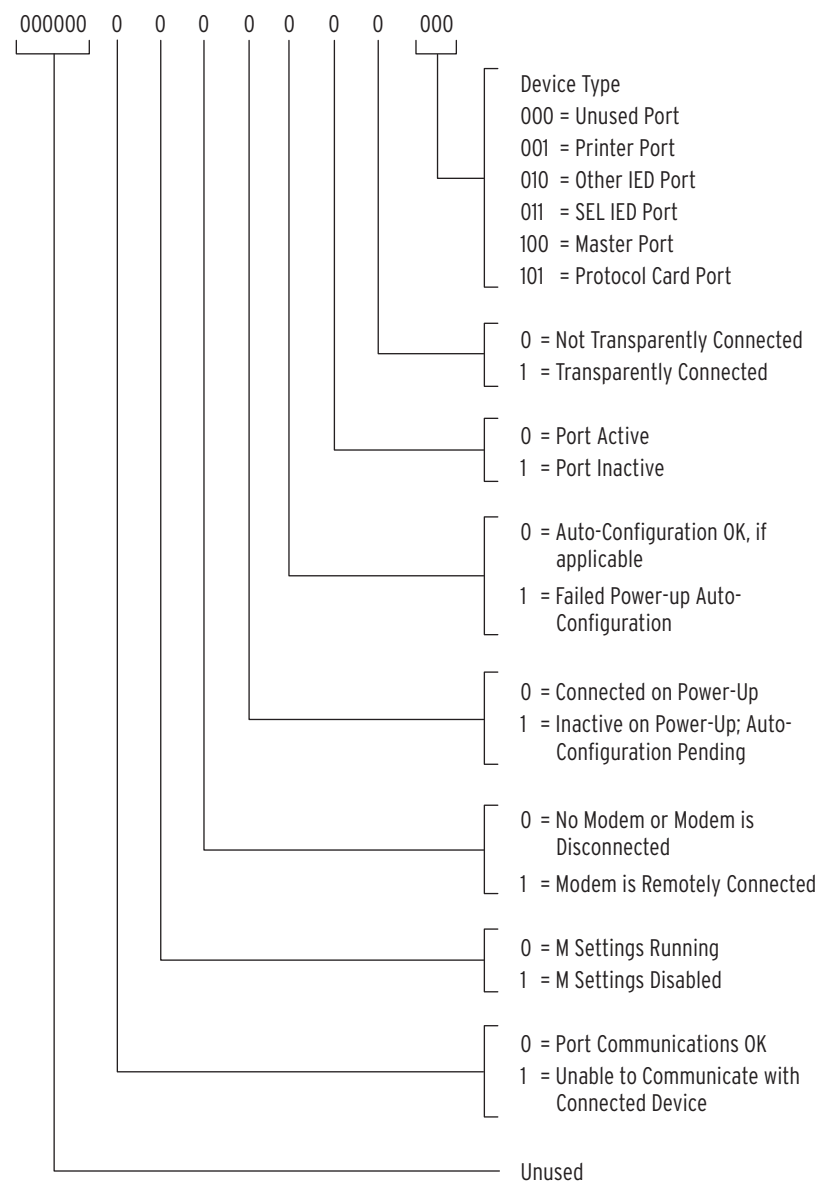 000000 0 0 0 0 0 0 0 000
Device Type
000 = Unused Port
001 = Printer Port
010 = Other IED Port
011 = SEL IED Port
100 = Master Port
101 = Protocol Card Port
0 = Not Transparently Connected
1 = Transparently Connected
0 = Port Active
1 = Port Inactive
0 = Auto-Configuration OK, if
applicable
1 = Failed Power-up Auto-
Configuration
0 = Connected on Power-Up
1 = Inactive on Power-Up; Auto-
Configuration Pending
0 = No Modem or Modem is
Disconnected
1 = Modem is Remotely Connected
0 = M Settings Running
1 = M Settings Disabled
0 = Port Communications OK
1 = Unable to Communicate with
Connected Device
Unused